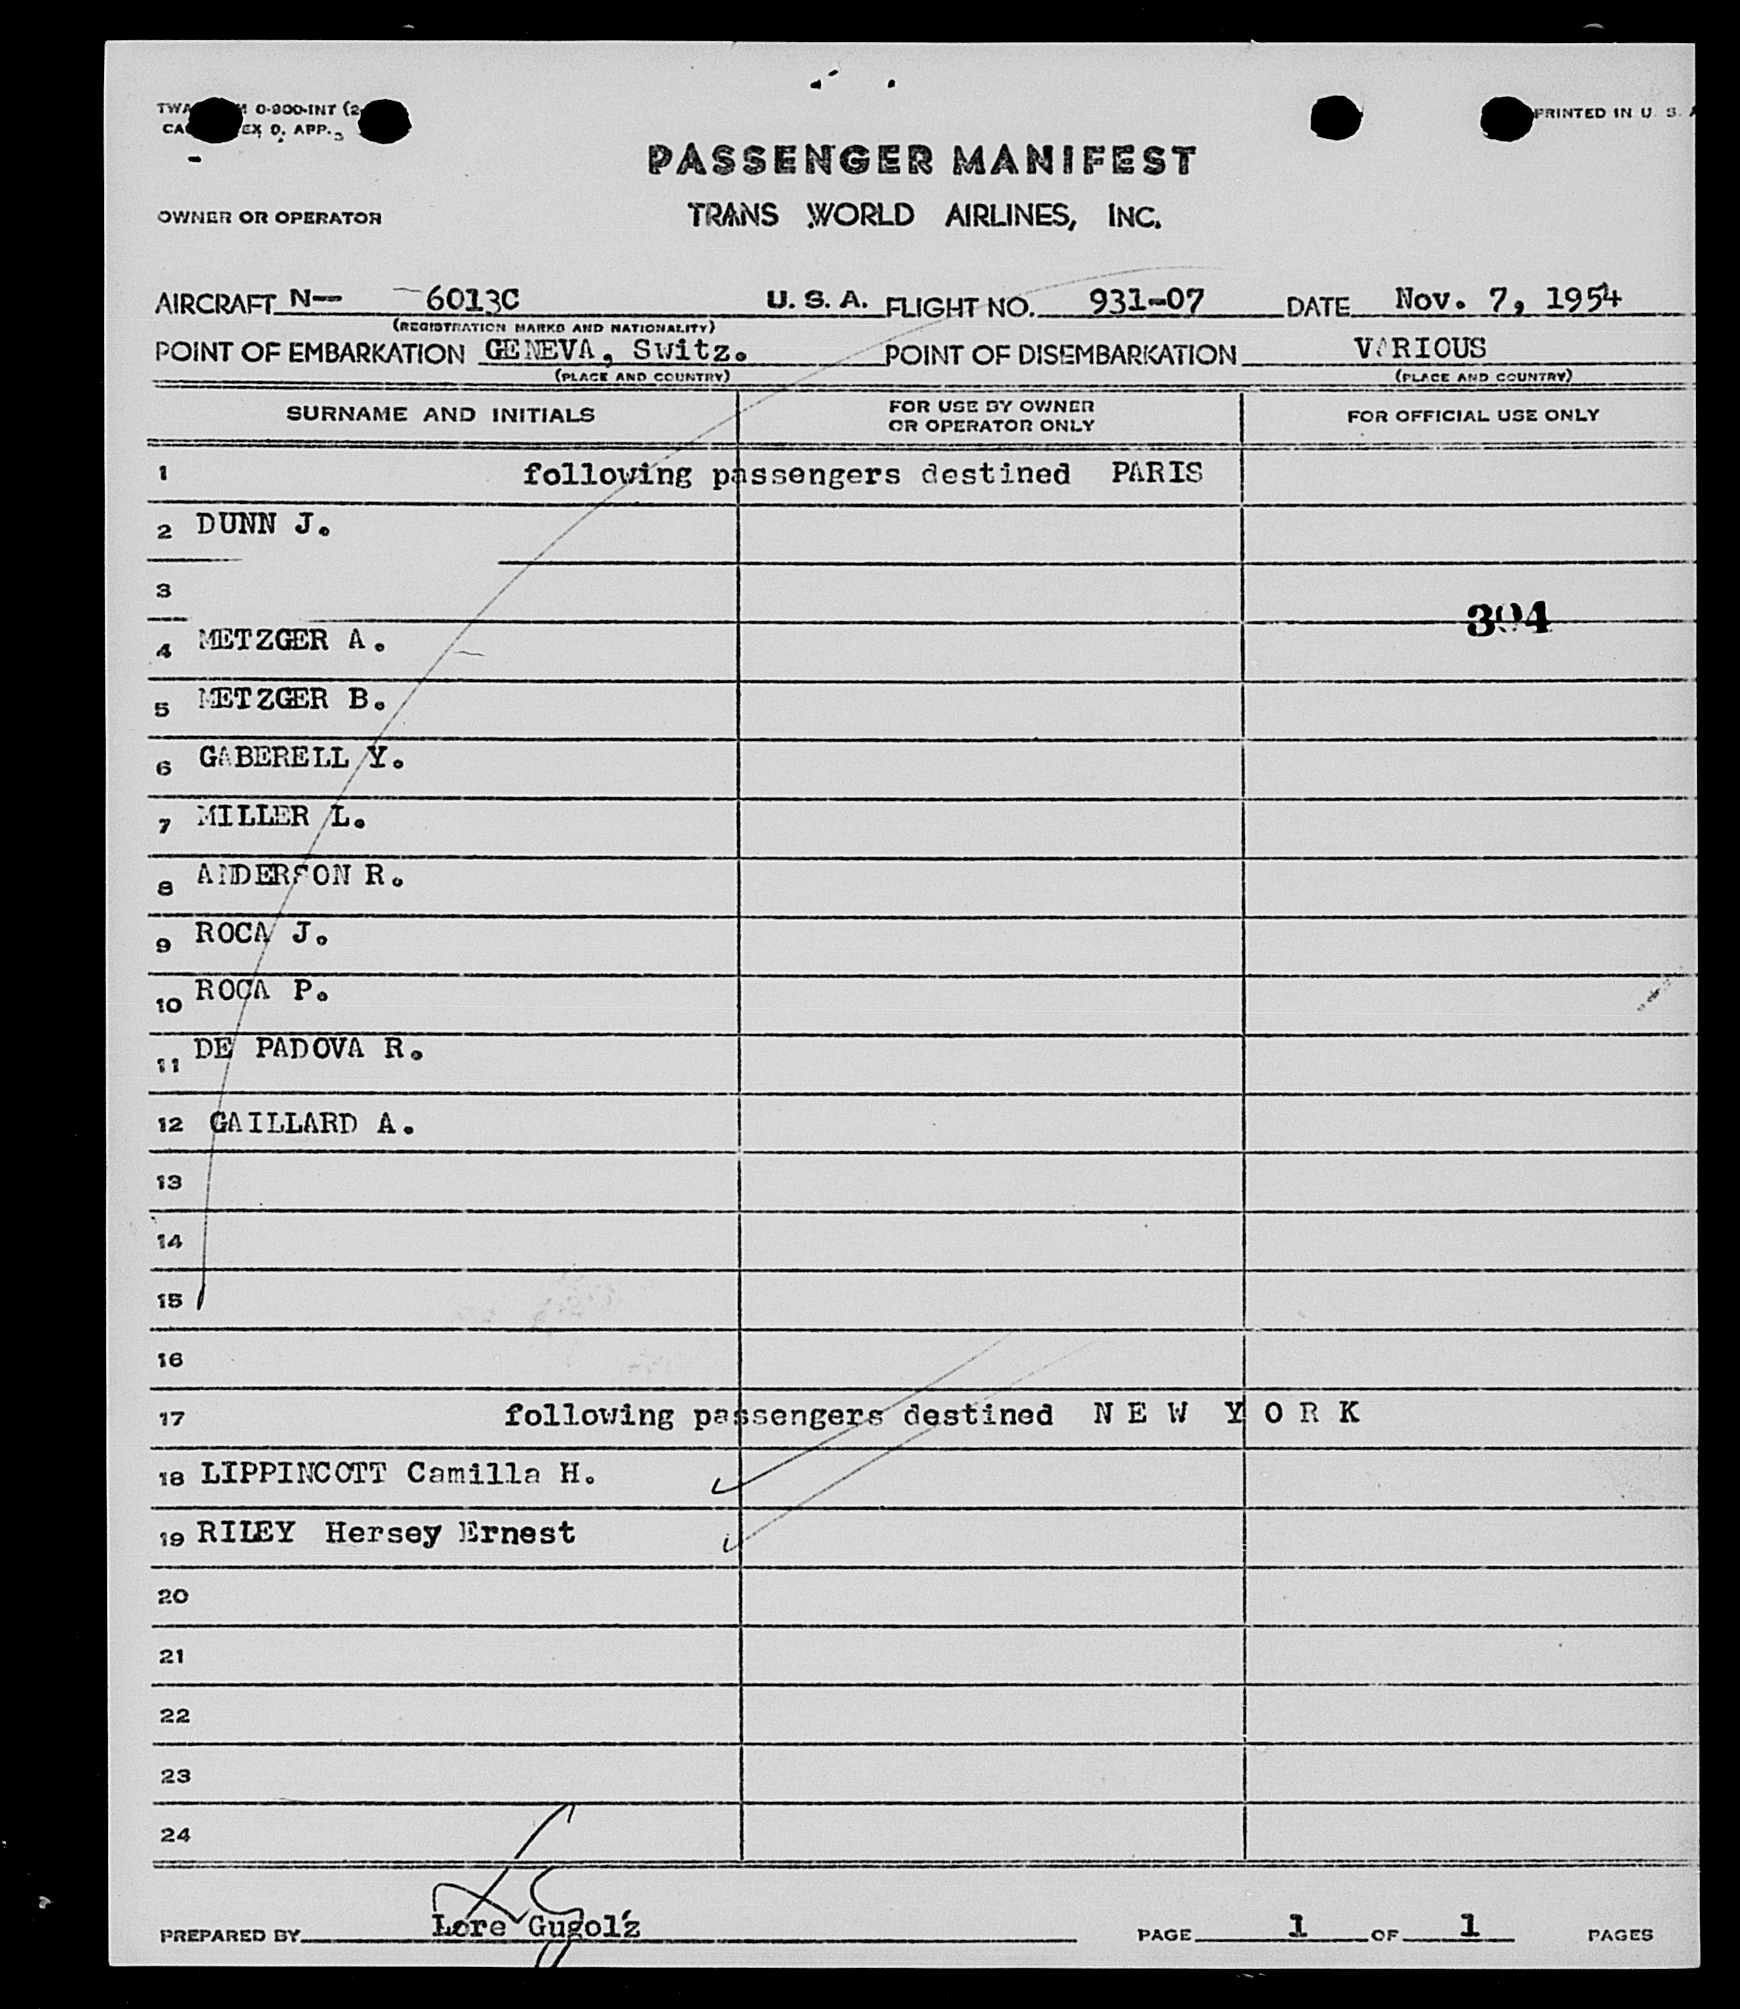 0-900-INT
APP.
PRINTED IN U. S.
PASSENGER MANIFEST
OWNER OR OPERATOR TRANS WORLD AIRLINES, INC.
AIRCRAFT N— 6013C U. S. A. FLIGHT NO. 931-07 DATE Nov. 7, 1954
(REGISTRATION MARKS AND NATIONALITY)
POINT OF EMBARKATION GENEVA, Switz. POINT OF DISEMBARKATION VARIOUS
(PLACE AND COUNTRY) (PLACE AND COUNTRY)
SURNAME AND INITIALS FOR USE BY OWNER OR OPERATOR ONLY FOR OFFICIAL USE ONLY
1 following passengers destined PARIS
2 DUNN J.
3
4 METZGER A.
5 METZGER B.
6 GABERELL Y.
7 MILLER L.
8 ANDERSON R.
9 ROCA J.
10 ROCA P.
11 DE PADOVA R.
12 GAILLARD A.
13
14
15
16
17 following passengers destined N E W Y O R K
18 LIPPINCOTT Camilla H.
19 RILEY Hersey Ernest
20
21
22
23
24
PREPARED BY Lore Gugolz PAGE 1 OF 1 PAGES